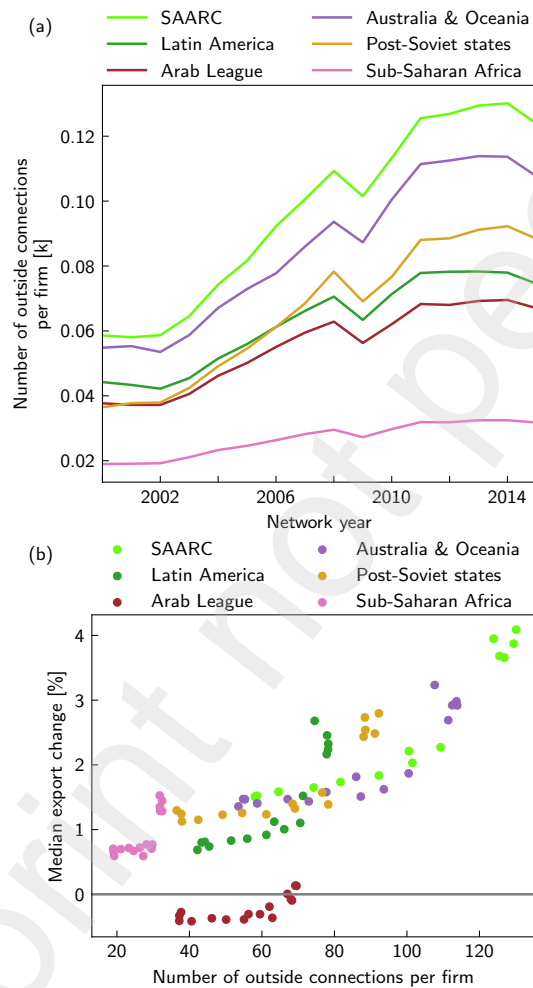 (a)
SAARC
Australia & Oceania
Latin America
Post-Soviet states
Arab League
Sub-Saharan Africa
Number of outside connections
per firm [k]
0.12
0.10
0.08
0.06
0.04
0.02
2002
2006
2010
2014
Network year
(b)
SAARC
Australia & Oceania
Latin America
Post-Soviet states
Arab League
Sub-Saharan Africa
Median export change [%]
4
3
2
1
0
20
40
60
80
100
120
Number of outside connections per firm
print not pe